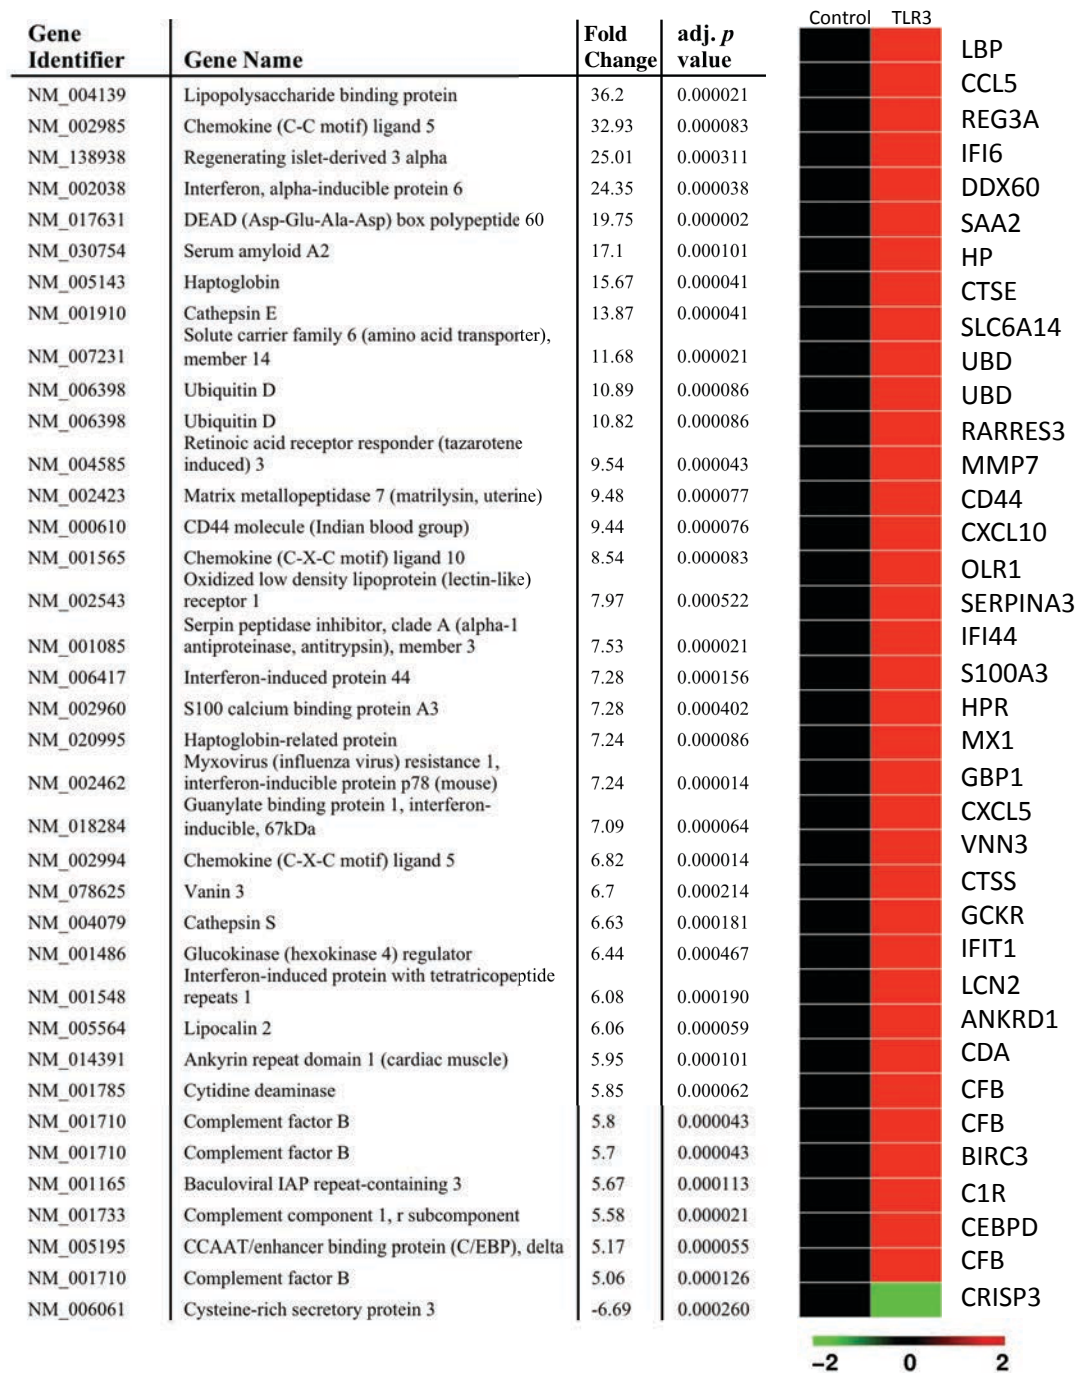 Gene Identifier Gene Name Fold Change adj. p value
NM_004139 Lipopolysaccharide binding protein 36.2 0.000021
NM_002985 Chemokine (C-C motif) ligand 5 32.93 0.000083
NM_138938 Regenerating islet-derived 3 alpha 25.01 0.000311
NM_002038 Interferon, alpha-inducible protein 6 24.35 0.000038
NM_017631 DEAD (Asp-Glu-Ala-Asp) box polypeptide 60 19.75 0.000002
NM_030754 Serum amyloid A2 17.1 0.000101
NM_005143 Haptoglobin 15.67 0.000041
NM_001910 Cathepsin E 13.87 0.000041
Solute carrier family 6 (amino acid transporter),
NM_007231 member 14 11.68 0.000021
NM_006398 Ubiquitin D 10.89 0.000086
NM_006398 Ubiquitin D 10.82 0.000086
Retinoic acid receptor responder (tazarotene
NM_004585 induced) 3 9.54 0.000043
NM_002423 Matrix metallopeptidase 7 (matrilysin, uterine) 9.48 0.000077
NM_000610 CD44 molecule (Indian blood group) 9.44 0.000076
NM_001565 Chemokine (C-X-C motif) ligand 10 8.54 0.000083
Oxidized low density lipoprotein (lectin-like)
NM_002543 receptor 1 7.97 0.000522
Serpin peptidase inhibitor, clade A (alpha-1
NM_001085 antiproteinase, antitrypsin), member 3 7.53 0.000021
NM_006417 Interferon-induced protein 44 7.28 0.000156
NM_002960 S100 calcium binding protein A3 7.28 0.000402
NM_020995 Haptoglobin-related protein 7.24 0.000086
Myxovirus (influenza virus) resistance 1,
NM_002462 interferon-inducible protein p78 (mouse) 7.24 0.000014
Guanylate binding protein 1, interferon-
NM_018284 inducible, 67kDa 7.09 0.000064
NM_002994 Chemokine (C-X-C motif) ligand 5 6.82 0.000014
NM_078625 Vanin 3 6.7 0.000214
NM_004079 Cathepsin S 6.63 0.000181
NM_001486 Glucokinase (hexokinase 4) regulator 6.44 0.000467
Interferon-induced protein with tetratricopeptide
NM_001548 repeats 1 6.08 0.000190
NM_005564 Lipocalin 2 6.06 0.000059
NM_014391 Ankyrin repeat domain 1 (cardiac muscle) 5.95 0.000101
NM_001785 Cytidine deaminase 5.85 0.000062
NM_001710 Complement factor B 5.8 0.000043
NM_001710 Complement factor B 5.7 0.000043
NM_001165 Baculoviral IAP repeat-containing 3 5.67 0.000113
NM_001733 Complement component 1, r subcomponent 5.58 0.000021
NM_005195 CCAAT/enhancer binding protein (C/EBP), delta 5.17 0.000055
NM_001710 Complement factor B 5.06 0.000126
NM_006061 Cysteine-rich secretory protein 3 -6.69 0.000260
Control TLR3
LBP
CCL5
REG3A
IFI6
DDX60
SAA2
HP
CTSE
SLC6A14
UBD
UBD
RARRES3
MMP7
CD44
CXCL10
OLR1
SERPINA3
IFI44
S100A3
HPR
MX1
GBP1
CXCL5
VNN3
CTSS
GCKR
IFIT1
LCN2
ANKRD1
CDA
CFB
CFB
BIRC3
C1R
CEBPD
CFB
CRISP3
-2 0 2